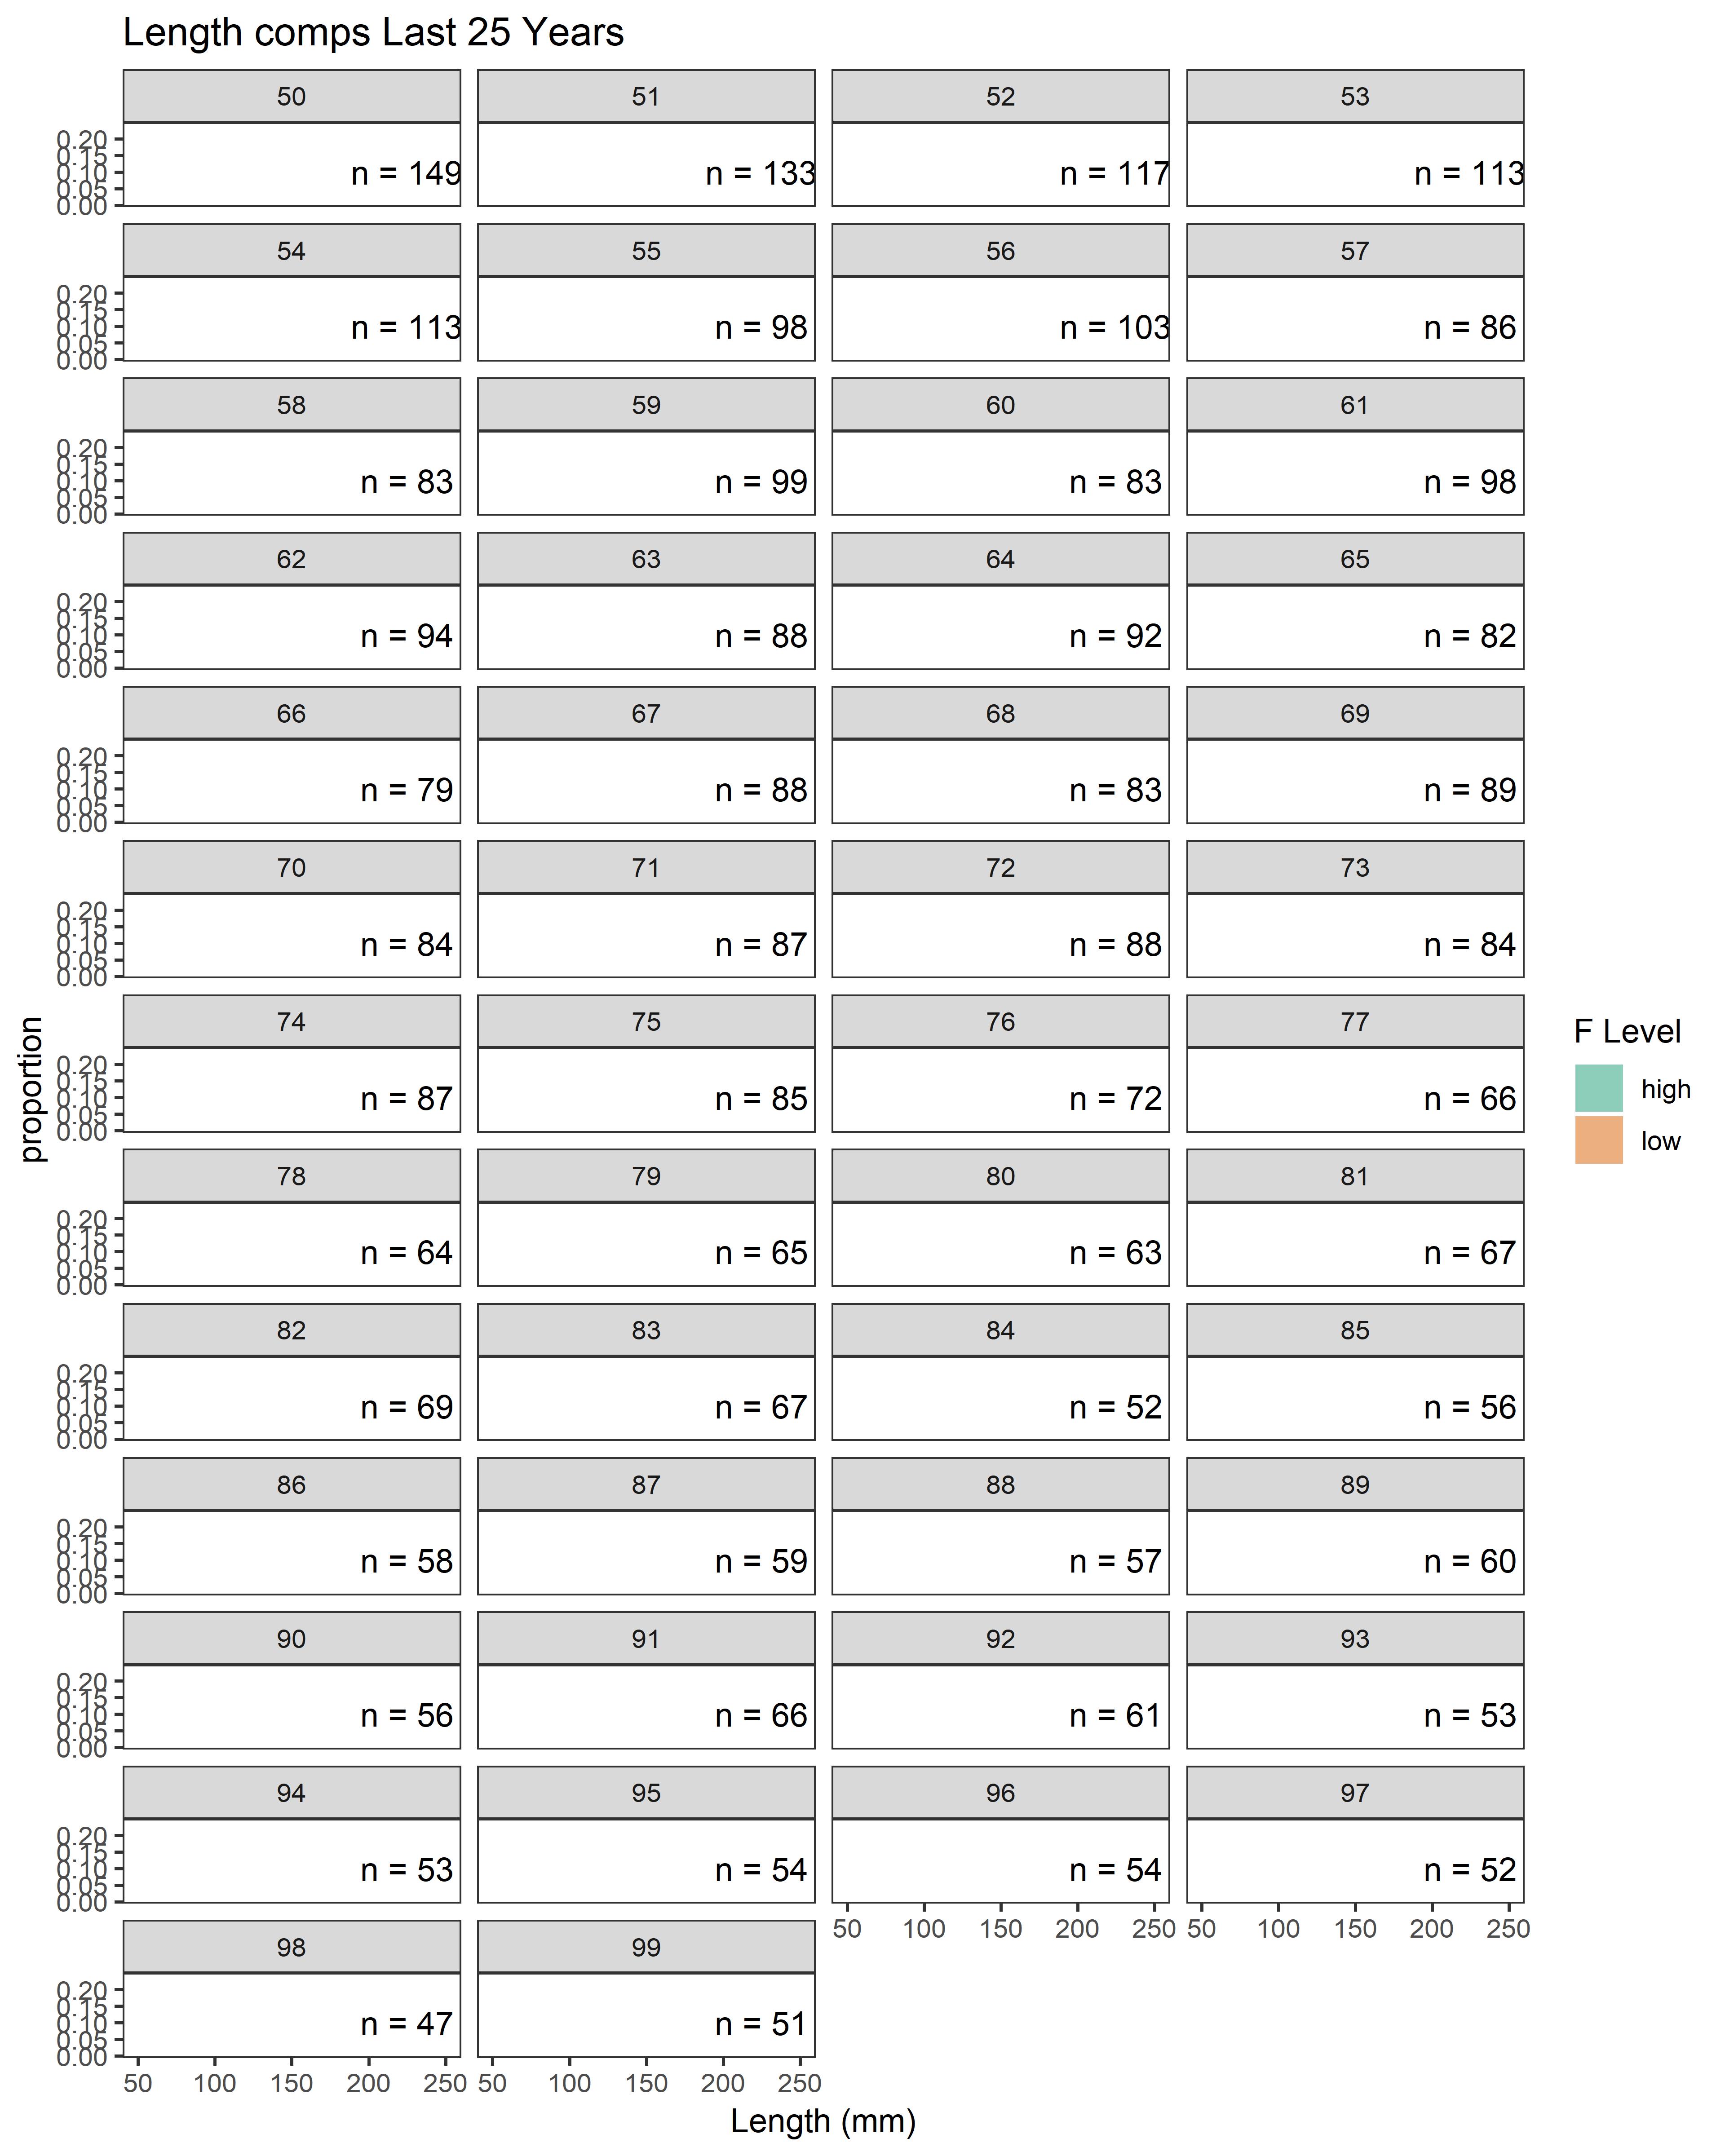 Length comps Last 25 Years
50 51 52 53
0.20
0.15
0.10
0.05
0.00
n = 149 n = 133 n = 117 n = 113
54 55 56 57
0.20
0.15
0.10
0.05
0.00
n = 113 n = 98 n = 103 n = 86
58 59 60 61
0.20
0.15
0.10
0.05
0.00
n = 83 n = 99 n = 83 n = 98
62 63 64 65
0.20
0.15
0.10
0.05
0.00
n = 94 n = 88 n = 92 n = 82
66 67 68 69
0.20
0.15
0.10
0.05
0.00
n = 79 n = 88 n = 83 n = 89
70 71 72 73
0.20
0.15
0.10
0.05
0.00
n = 84 n = 87 n = 88 n = 84
74 75 76 77
0.20
0.15
0.10
0.05
0.00
n = 87 n = 85 n = 72 n = 66
78 79 80 81
0.20
0.15
0.10
0.05
0.00
n = 64 n = 65 n = 63 n = 67
82 83 84 85
0.20
0.15
0.10
0.05
0.00
n = 69 n = 67 n = 52 n = 56
86 87 88 89
0.20
0.15
0.10
0.05
0.00
n = 58 n = 59 n = 57 n = 60
90 91 92 93
0.20
0.15
0.10
0.05
0.00
n = 56 n = 66 n = 61 n = 53
94 95 96 97
0.20
0.15
0.10
0.05
0.00
n = 53 n = 54 n = 54 n = 52
50 100 150 200 250 50 100 150 200 250
98 99
0.20
0.15
0.10
0.05
0.00
n = 47 n = 51
50 100 150 200 250 50 100 150 200 250
Length (mm)
proportion
F Level
high
low